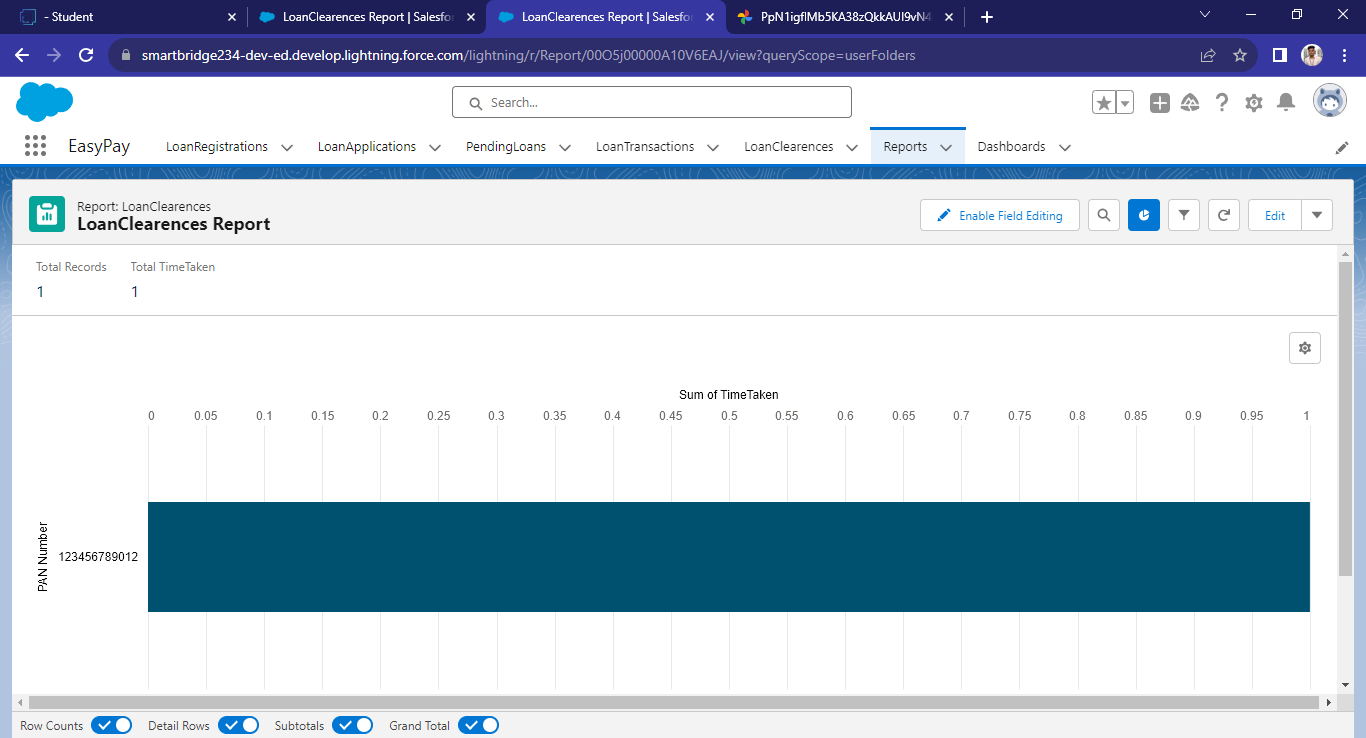 - Student
LoanClearences Report | Salesfor
LoanClearences Report | Salesfor
smartbridge234-dev-ed.develop.lightning.force.com/lightning/r/Report/00O5j00000A10V6EAJ/view?queryScope=userFolders
Search...
EasyPay
LoanRegistrations
LoanApplications
PendingLoans
LoanTransactions
LoanClearences
Reports
Dashboards
Report: LoanClearences
LoanClearences Report
Enable Field Editing
Edit
Total Records
Total TimeTaken
1
1
Sum of TimeTaken
0 0.05 0.1 0.15 0.2 0.25 0.3 0.35 0.4 0.45 0.5 0.55 0.6 0.65 0.7 0.75 0.8 0.85 0.9 0.95 1
PAN Number
123456789012
Row Counts
Detail Rows
Subtotals
Grand Total